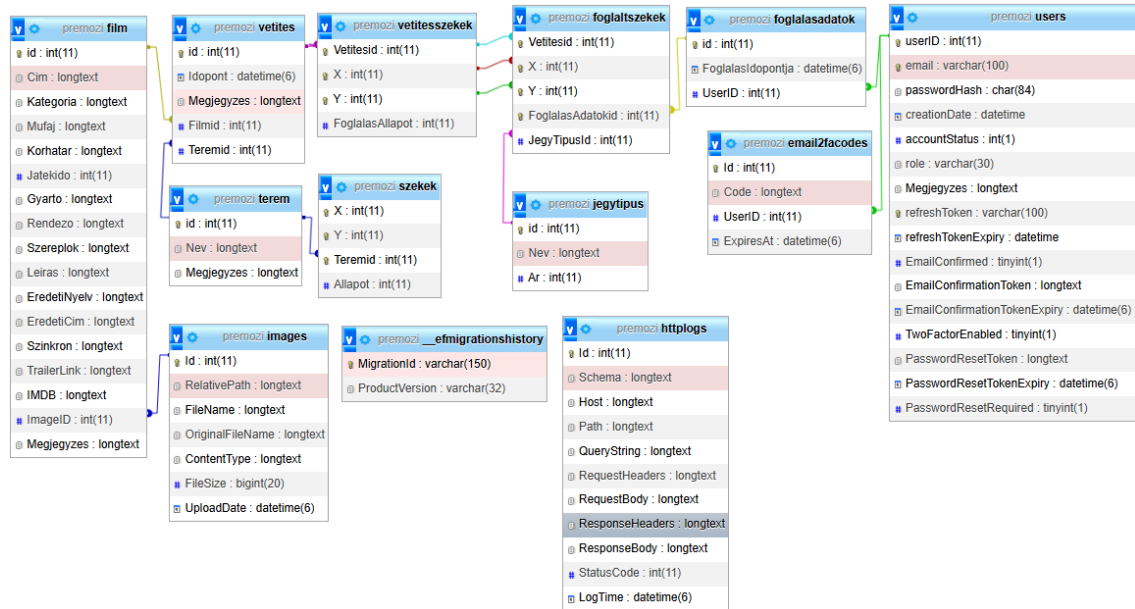 premozi film
id : int(11)
Cim : longtext
Kategoria : longtext
Mufaj : longtext
Korhatar : longtext
Jatekido : int(11)
Gyarto : longtext
Rendezo : longtext
Szereplok : longtext
Leiras : longtext
EredetiNyelv : longtext
EredetiCim : longtext
Szinkron : longtext
TrailerLink : longtext
IMDB : longtext
ImageID : int(11)
Megjegyzes : longtext
premozi vetites
id : int(11)
Idopont : datetime(6)
Megjegyzes : longtext
Filmid : int(11)
Teremid : int(11)
premozi vetitesszekek
Vetitesid : int(11)
X : int(11)
Y : int(11)
FoglalasAllapot : int(11)
premozi foglaltszekek
Vetitesid : int(11)
X : int(11)
Y : int(11)
FoglalasAdatokid : int(11)
JegyTipusId : int(11)
premozi foglalasadatok
id : int(11)
FoglalasIdopontja : datetime(6)
UserID : int(11)
premozi users
userID : int(11)
email : varchar(100)
passwordHash : char(84)
creationDate : datetime
accountStatus : int(1)
role : varchar(30)
Megjegyzes : longtext
refreshToken : varchar(100)
refreshTokenExpiry : datetime
EmailConfirmed : tinyint(1)
EmailConfirmationToken : longtext
EmailConfirmationTokenExpiry : datetime(6)
TwoFactorEnabled : tinyint(1)
PasswordResetToken : longtext
PasswordResetTokenExpiry : datetime(6)
PasswordResetRequired : tinyint(1)
premozi email2facodes
Id : int(11)
Code : longtext
UserID : int(11)
ExpiresAt : datetime(6)
premozi terem
id : int(11)
Nev : longtext
Megjegyzes : longtext
premozi szekek
X : int(11)
Y : int(11)
Teremid : int(11)
Allapot : int(11)
premozi jegytipus
id : int(11)
Nev : longtext
Ar : int(11)
premozi images
Id : int(11)
RelativePath : longtext
FileName : longtext
OriginalFileName : longtext
ContentType : longtext
FileSize : bigint(20)
UploadDate : datetime(6)
premozi __efmigrationshistory
MigrationId : varchar(150)
ProductVersion : varchar(32)
premozi httplogs
Id : int(11)
Schema : longtext
Host : longtext
Path : longtext
QueryString : longtext
RequestHeaders : longtext
RequestBody : longtext
ResponseHeaders : longtext
ResponseBody : longtext
StatusCode : int(11)
LogTime : datetime(6)